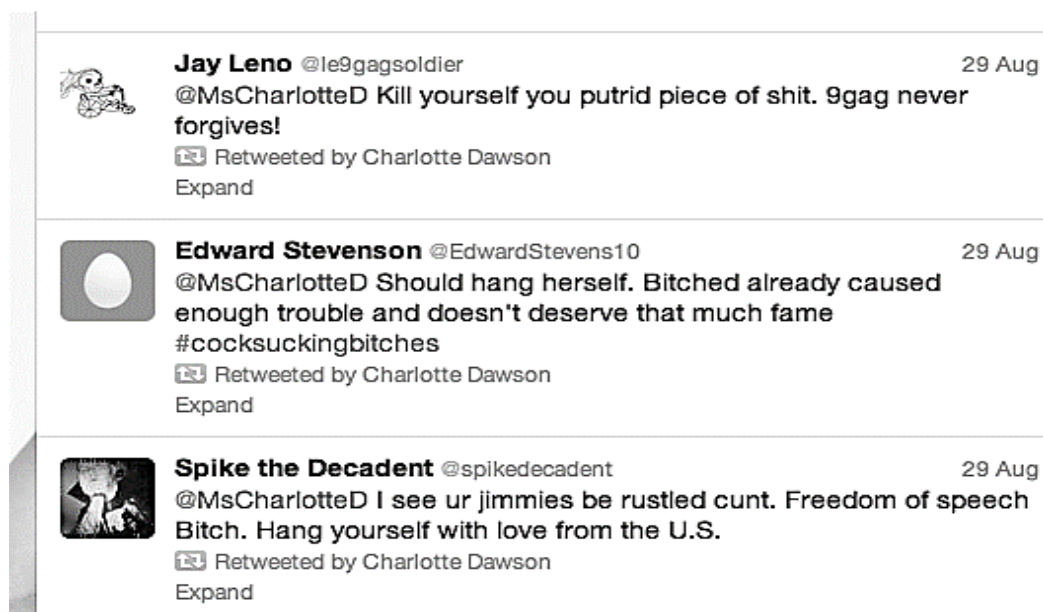 Jay Leno @le9gagsoldier 29 Aug
@MsCharlotteD Kill yourself you putrid piece of shit. 9gag never
forgives!
Retweeted by Charlotte Dawson
Expand
Edward Stevenson @EdwardStevens10 29 Aug
@MsCharlotteD Should hang herself. Bitched already caused
enough trouble and doesn't deserve that much fame
#cocksuckingbitches
Retweeted by Charlotte Dawson
Expand
Spike the Decadent @spikedecadent 29 Aug
@MsCharlotteD I see ur jimmies be rustled cunt. Freedom of speech
Bitch. Hang yourself with love from the U.S.
Retweeted by Charlotte Dawson
Expand